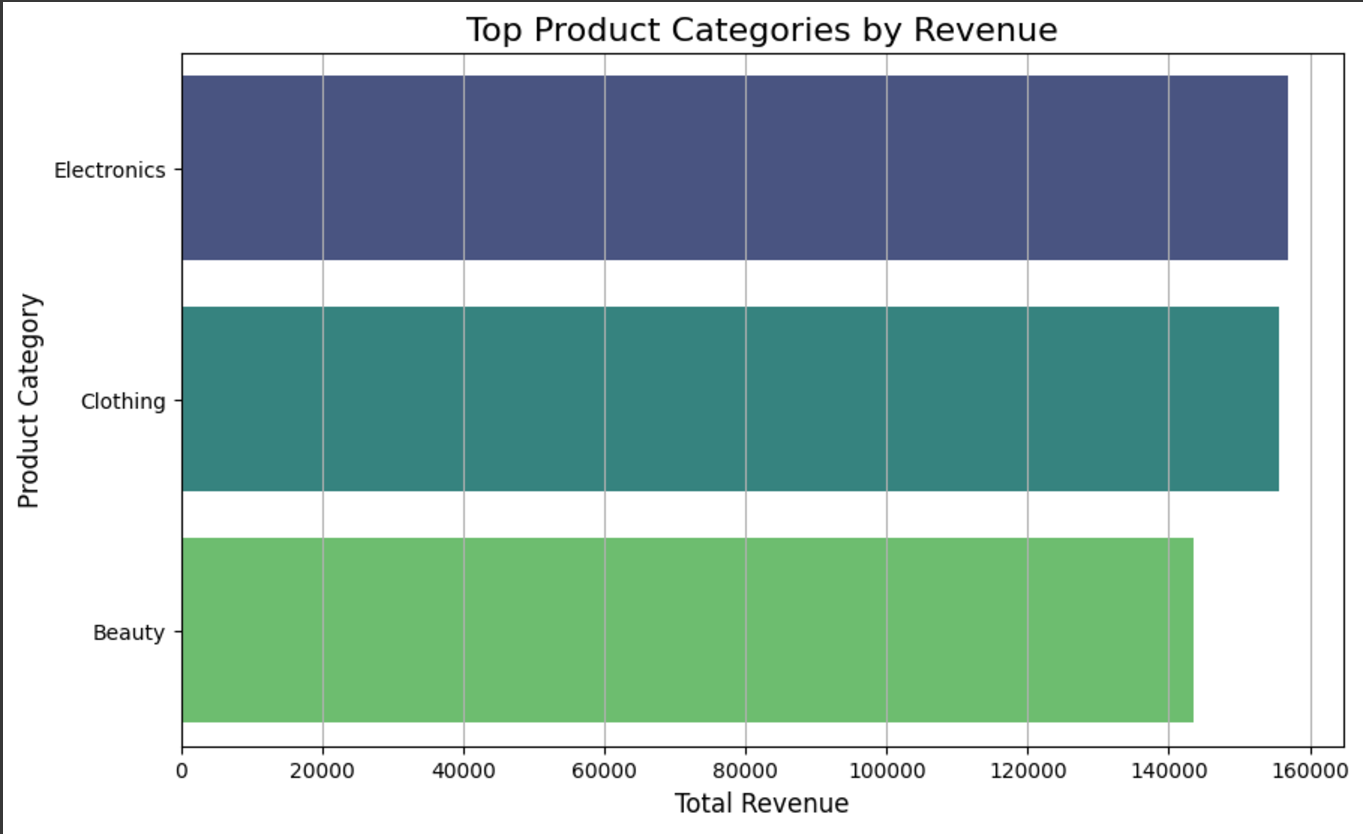 Top Product Categories by Revenue
Electronics
Clothing
Beauty
Product Category
0 20000 40000 60000 80000 100000 120000 140000 160000
Total Revenue